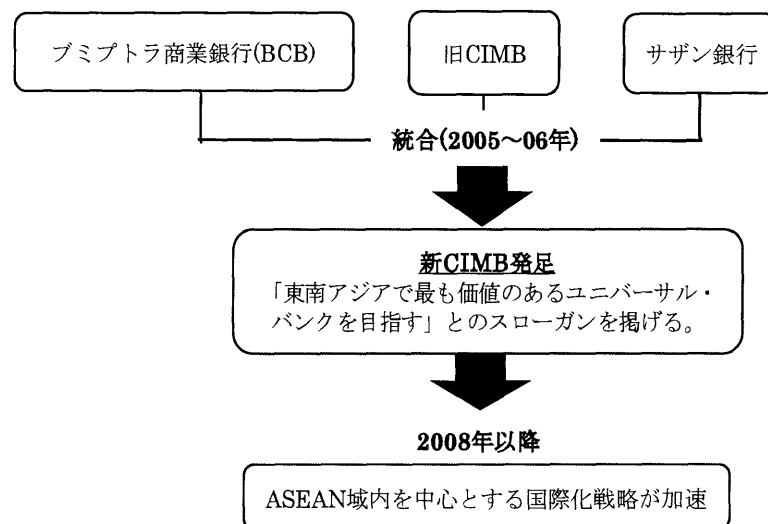 ブミプトラ商業銀行(BCB)
旧CIMB
サザン銀行
統合(2005～06年)
新CIMB発足
「東南アジアで最も価値のあるユニバーサル・
バンクを目指す」とのスローガンを掲げる。
2008年以降
ASEAN域内を中心とする国際化戦略が加速